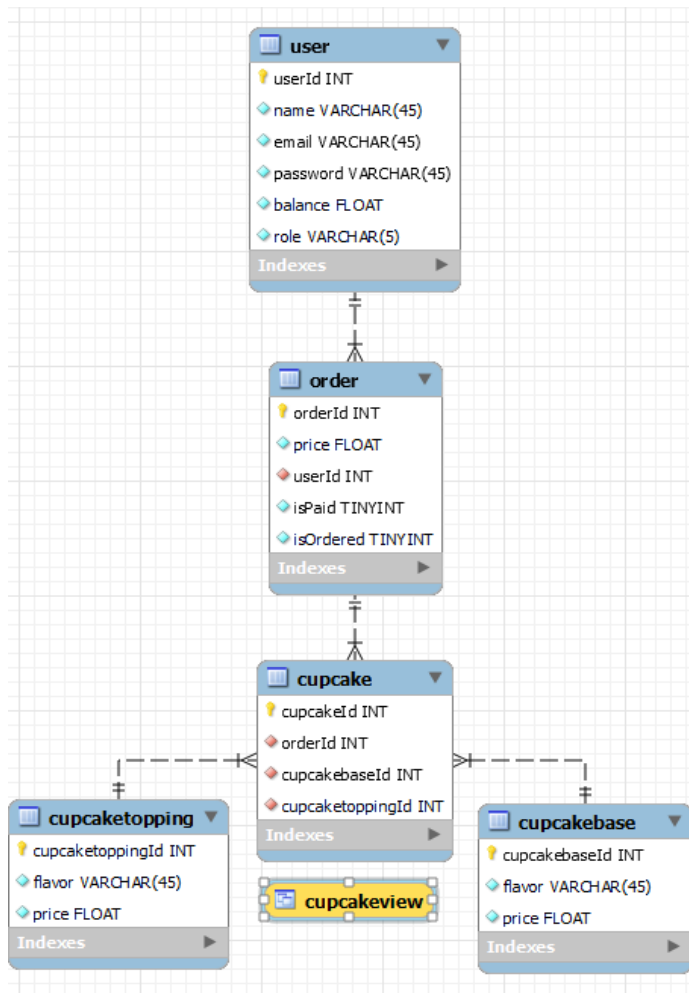 user
userId INT
name VARCHAR(45)
email VARCHAR(45)
password VARCHAR(45)
balance FLOAT
role VARCHAR(5)
Indexes
order
orderId INT
price FLOAT
userId INT
isPaid TINYINT
isOrdered TINYINT
Indexes
cupcake
cupcakeId INT
orderId INT
cupcakebaseId INT
cupcaketoppingId INT
Indexes
cupcaketopping
cupcaketoppingId INT
flavor VARCHAR(45)
price FLOAT
Indexes
cupcakeview
cupcakebase
cupcakebaseId INT
flavor VARCHAR(45)
price FLOAT
Indexes